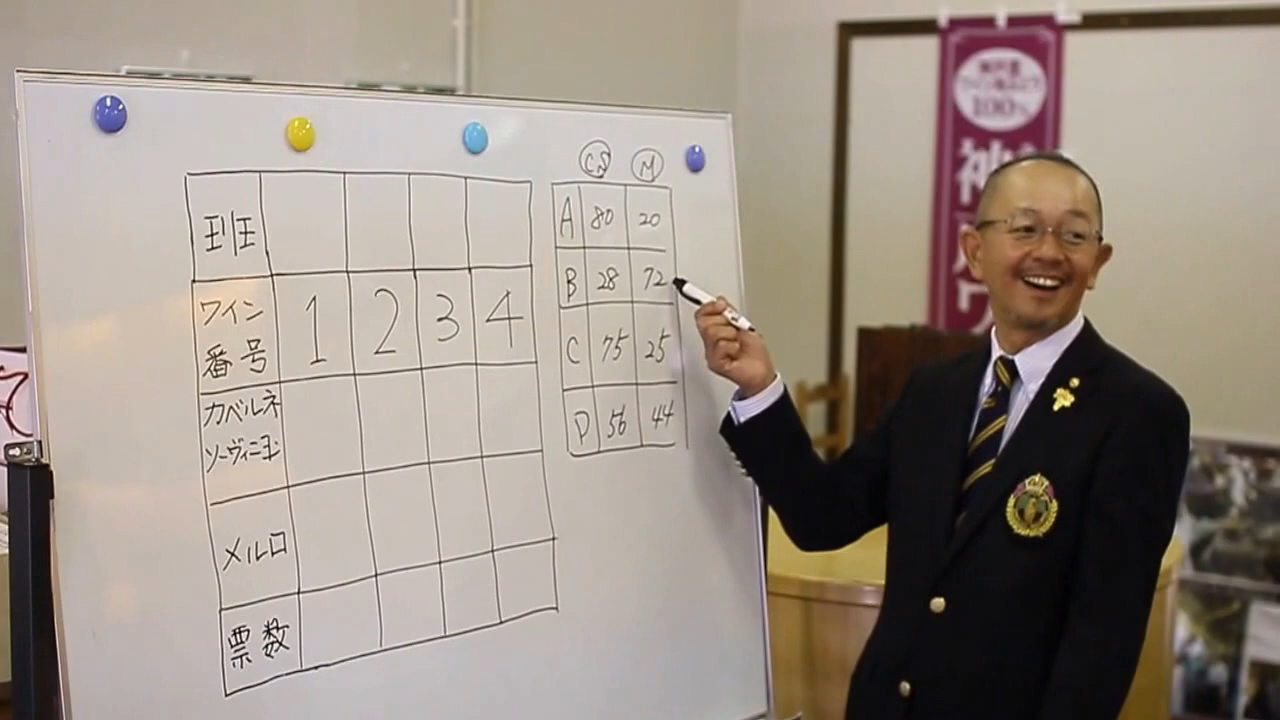 班
ワイン
番号
1 2 3 4
カベルネ
ソーヴィニヨン
メルロ
票数
CS M
A 80 20
B 28 72
C 75 25
D 56 44
100%
神